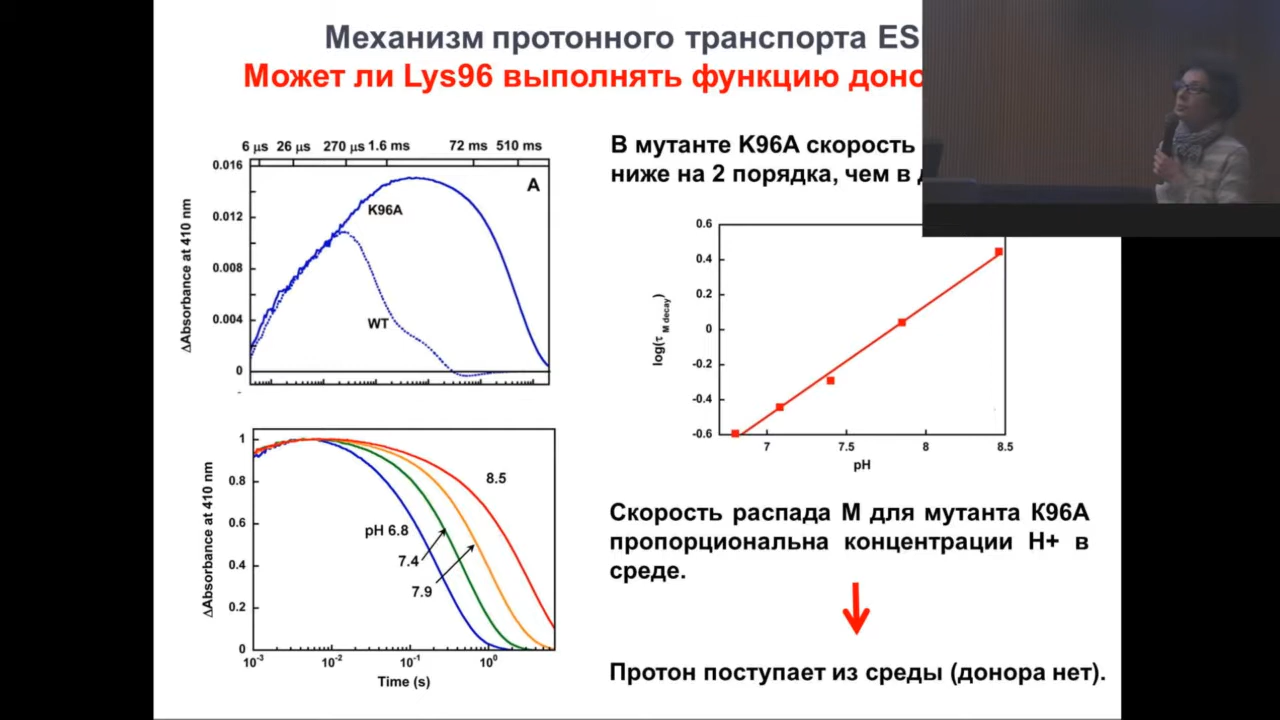 Механизм протонного транспорта ES
Может ли Lys96 выполнять функцию
В мутанте K96A скорость
ниже на 2 порядка, чем в
6 μs 26 μs 270 μs 1.6 ms 72 ms 510 ms
0.016
0.012
0.008
0.004
0
ΔAbsorbance at 410 nm
A
K96A
WT
0.6
0.4
0.2
0
-0.2
-0.4
-0.6
log(τ M decay)
7 7.5 8 8.5
pH
1
0.8
0.6
0.4
0.2
0
ΔAbsorbance at 410 nm
8.5
pH 6.8
7.4
7.9
10-3 10-2 10-1 100
Time (s)
Скорость распада М для мутанта К96А
пропорциональна концентрации Н+ в
среде.
Протон поступает из среды (донора нет).